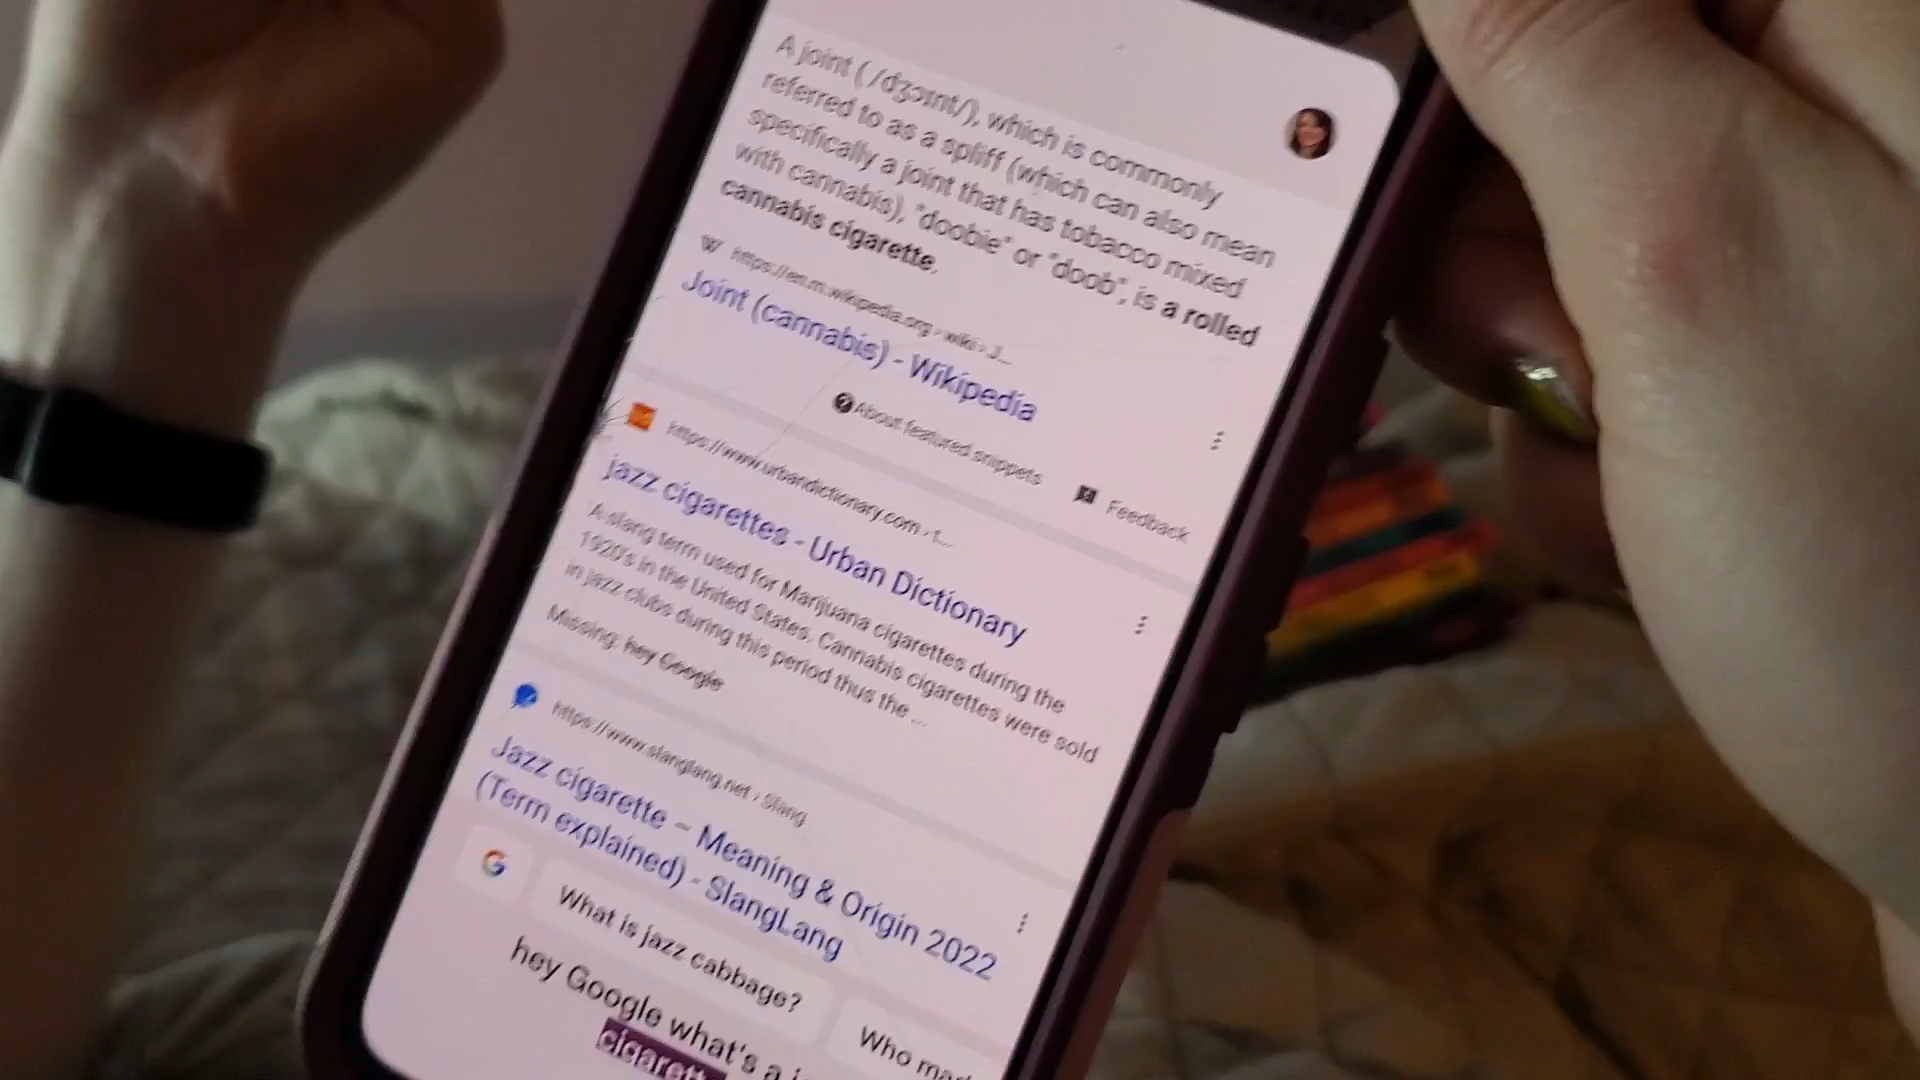 A joint ( /dʒɔɪnt/), which is commonly
referred to as a spliff (which can also mean
specifically a joint that has tobacco mixed
with cannabis), "doobie" or "doob", is a rolled
cannabis cigarette.
W https://en.m.wikipedia.org › wiki › J...
Joint (cannabis) - Wikipedia
About featured snippets
Feedback
https://www.urbandictionary.com › t...
jazz cigarettes - Urban Dictionary
A slang term used for Marijuana cigarettes during the
1920's in the United States. Cannabis cigarettes were sold
in jazz clubs during this period thus the ...
Missing: hey Google
https://www.slanglang.net › Slang
Jazz cigarette ~ Meaning & Origin 2022
(Term explained) - SlangLang
What is jazz cabbage?
Who
hey Google what's a